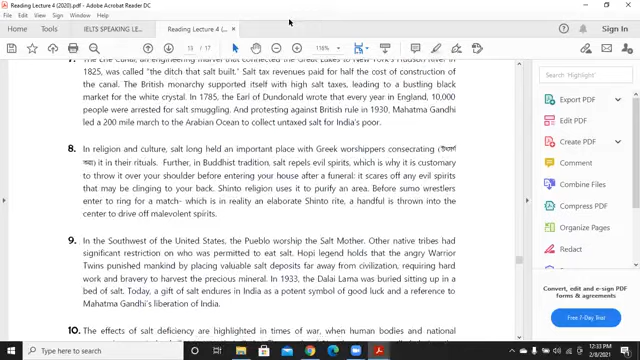 Reading Lecture 4 (2020).pdf - Adobe Acrobat Reader DC
File Edit View Sign Window Help
Home Tools IELTS SPEAKING LE... Reading Lecture 4 (... × Sign In
13 / 17 116%
7. The Erie Canal, an engineering marvel that connected the Great Lakes to New York's Hudson River in
1825, was called "the ditch that salt built." Salt tax revenues paid for half the cost of construction of
the canal. The British monarchy supported itself with high salt taxes, leading to a bustling black
market for the white crystal. In 1785, the Earl of Dundonald wrote that every year in England, 10,000
people were arrested for salt smuggling. And protesting against British rule in 1930, Mahatma Gandhi
led a 200 mile march to the Arabian Ocean to collect untaxed salt for India's poor.
8. In religion and culture, salt long held an important place with Greek worshippers consecrating (উৎসর্গ
করা) it in their rituals. Further, in Buddhist tradition, salt repels evil spirits, which is why it is customary
to throw it over your shoulder before entering your house after a funeral: it scares off any evil spirits
that may be clinging to your back. Shinto religion uses it to purify an area. Before sumo wrestlers
enter to ring for a match- which is in reality an elaborate Shinto rite, a handful is thrown into the
center to drive off malevolent spirits.
9. In the Southwest of the United States, the Pueblo worship the Salt Mother. Other native tribes had
significant restriction on who was permitted to eat salt. Hopi legend holds that the angry Warrior
Twins punished mankind by placing valuable salt deposits far away from civilization, requiring hard
work and bravery to harvest the precious mineral. In 1933, the Dalai Lama was buried sitting up in a
bed of salt. Today, a gift of salt endures in India as a potent symbol of good luck and a reference to
Mahatma Gandhi's liberation of India.
10. The effects of salt deficiency are highlighted in times of war, when human bodies and national
Search 'Highlight'
Export PDF
Edit PDF
Create PDF
Comment
Combine Files
Compress PDF
Organize Pages
Redact
Convert, edit and e-sign PDF
forms & agreements
Free 7-Day Trial
Type here to search
12:33 PM
2/8/2021